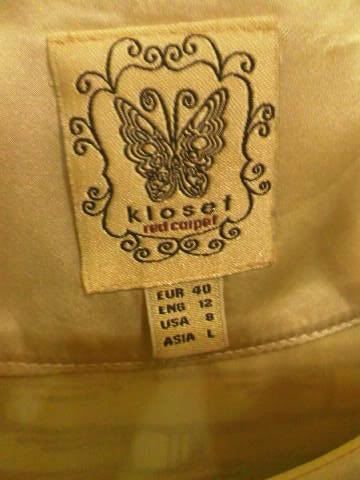 kloset
red carpet
EUR 40
ENG 12
USA 8
ASIA L